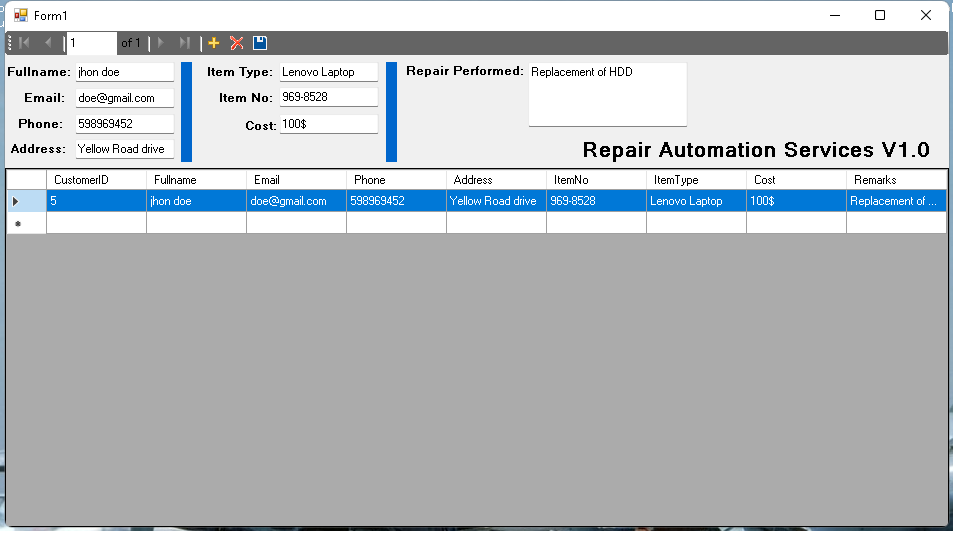 Form1
1 of 1
Fullname: jhon doe
Email: doe@gmail.com
Phone: 598969452
Address: Yellow Road drive
Item Type: Lenovo Laptop
Item No: 969-8528
Cost: 100$
Repair Performed: Replacement of HDD
Repair Automation Services V1.0
CustomerID Fullname Email Phone Address ItemNo ItemType Cost Remarks
5 jhon doe doe@gmail.com 598969452 Yellow Road drive 969-8528 Lenovo Laptop 100$ Replacement of ...